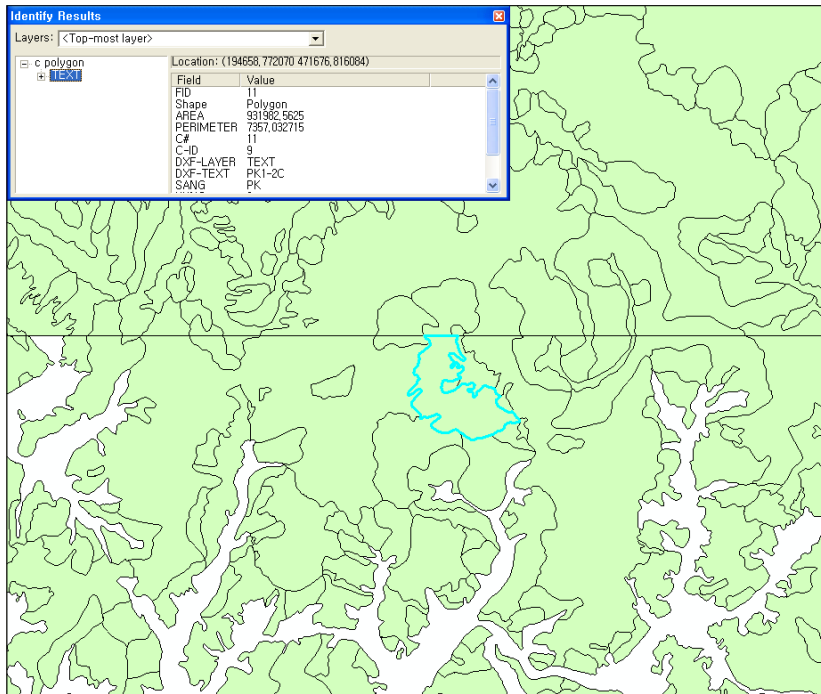 Identify Results
Layers: <Top-most layer>
c polygon
TEXT
Location: (194658,772070 471676,816084)
Field Value
FID 11
Shape Polygon
AREA 931982,5625
PERIMETER 7357,032715
C# 11
C-ID 9
DXF-LAYER TEXT
DXF-TEXT PK1-2C
SANG PK